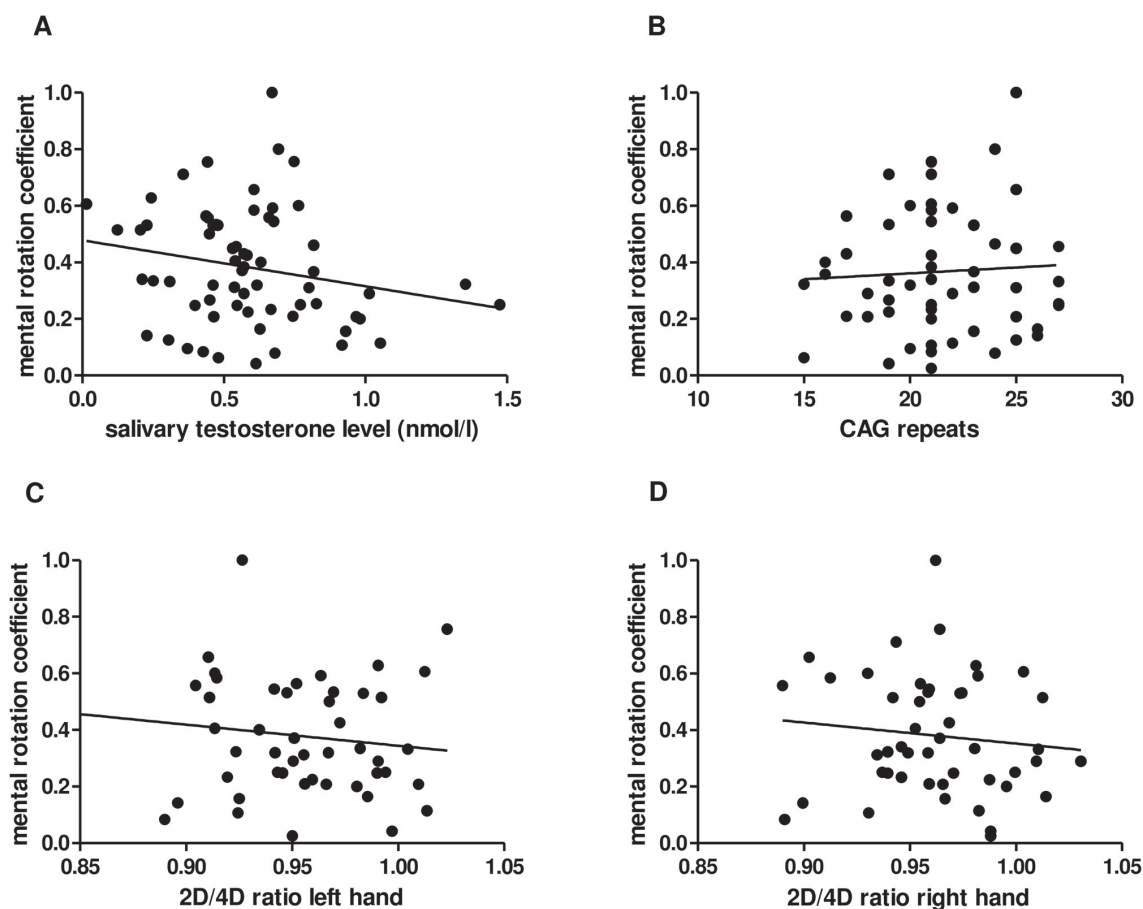 A
mental rotation coefficient
1.0
0.8
0.6
0.4
0.2
0.0
0.0 0.5 1.0 1.5
salivary testosterone level (nmol/l)
B
mental rotation coefficient
1.0
0.8
0.6
0.4
0.2
0.0
10 15 20 25 30
CAG repeats
C
mental rotation coefficient
1.0
0.8
0.6
0.4
0.2
0.0
0.85 0.90 0.95 1.00 1.05
2D/4D ratio left hand
D
mental rotation coefficient
1.0
0.8
0.6
0.4
0.2
0.0
0.85 0.90 0.95 1.00 1.05
2D/4D ratio right hand